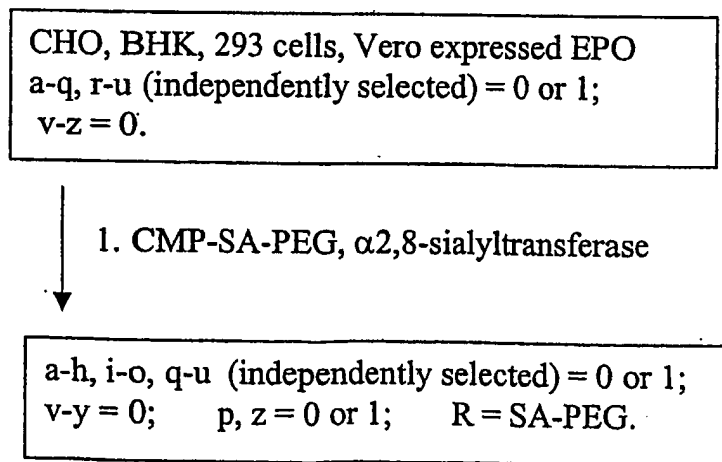 CHO, BHK, 293 cells, Vero expressed EPO
a-q, r-u (independently selected) = 0 or 1;
v-z = 0.
1. CMP-SA-PEG, α2,8-sialyltransferase
a-h, i-o, q-u (independently selected) = 0 or 1;
v-y = 0; p, z = 0 or 1; R = SA-PEG.